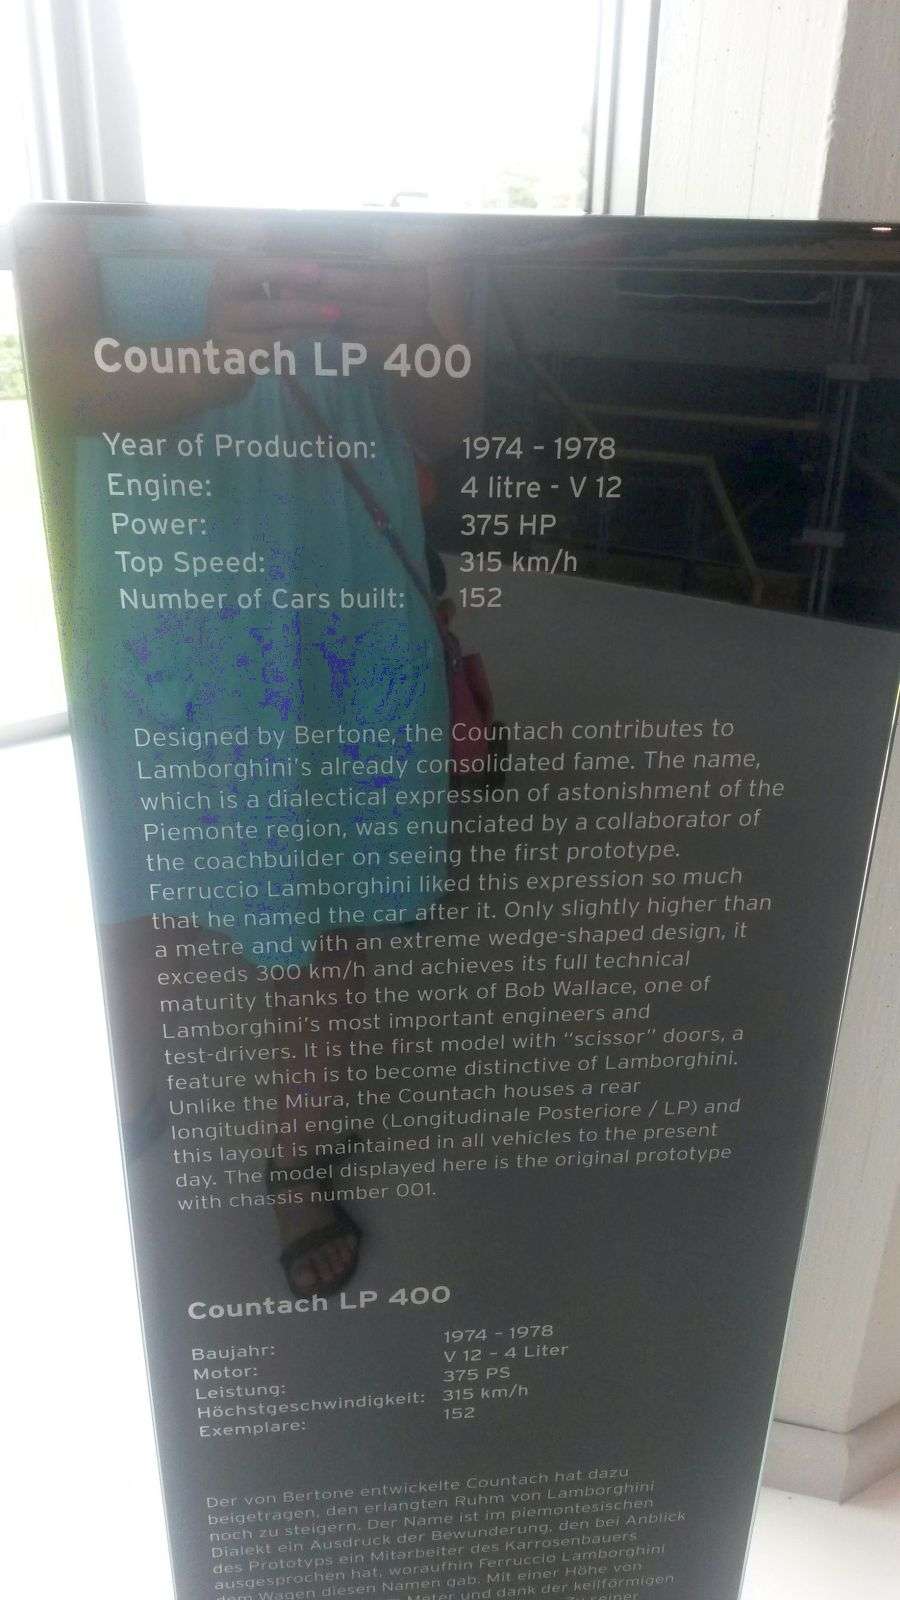 Countach LP 400
Year of Production: 1974 - 1978
Engine: 4 litre - V 12
Power: 375 HP
Top Speed: 315 km/h
Number of Cars built: 152
Designed by Bertone, the Countach contributes to
Lamborghini's already consolidated fame. The name,
which is a dialectical expression of astonishment of the
Piemonte region, was enunciated by a collaborator of
the coachbuilder on seeing the first prototype.
Ferruccio Lamborghini liked this expression so much
that he named the car after it. Only slightly higher than
a metre and with an extreme wedge-shaped design, it
exceeds 300 km/h and achieves its full technical
maturity thanks to the work of Bob Wallace, one of
Lamborghini's most important engineers and
test-drivers. It is the first model with “scissor” doors, a
feature which is to become distinctive of Lamborghini.
Unlike the Miura, the Countach houses a rear
longitudinal engine (Longitudinale Posteriore / LP) and
this layout is maintained in all vehicles to the present
day. The model displayed here is the original prototype
with chassis number 001.
Countach LP 400
Baujahr: 1974 - 1978
Motor: V 12 - 4 Liter
Leistung: 375 PS
Höchstgeschwindigkeit: 315 km/h
Exemplare: 152
Der von Bertone entwickelte Countach hat dazu
beigetragen, den erlangten Ruhm von Lamborghini
noch zu steigern. Der Name ist im piemontesischen
Dialekt ein Ausdruck der Bewunderung, den bei Anblick
des Prototyps ein Mitarbeiter des Karrosenbauers
ausgesprochen hat, woraufhin Ferruccio Lamborghini
dem Wagen diesen Namen gab. Mit einer Höhe von
Meter und dank der keilförmigen